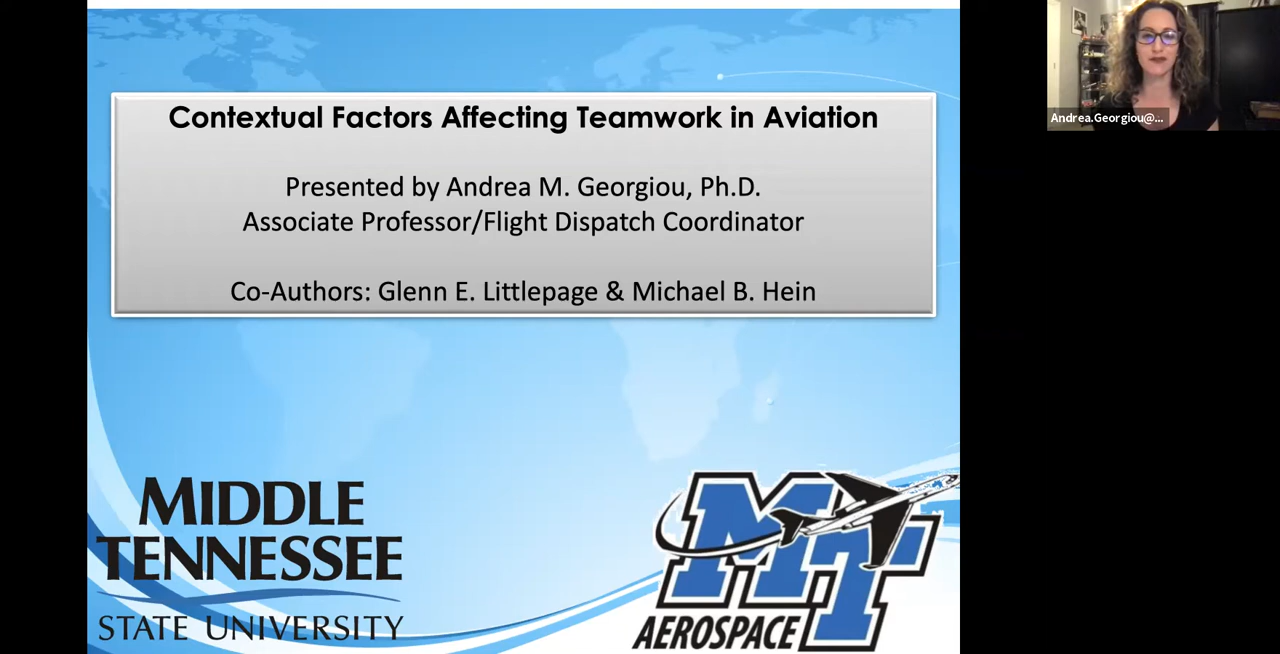 Contextual Factors Affecting Teamwork in Aviation
Presented by Andrea M. Georgiou, Ph.D.
Associate Professor/Flight Dispatch Coordinator
Co-Authors: Glenn E. Littlepage & Michael B. Hein
MIDDLE
TENNESSEE
STATE UNIVERSITY
MT
AEROSPACE
Andrea.Georgiou@...